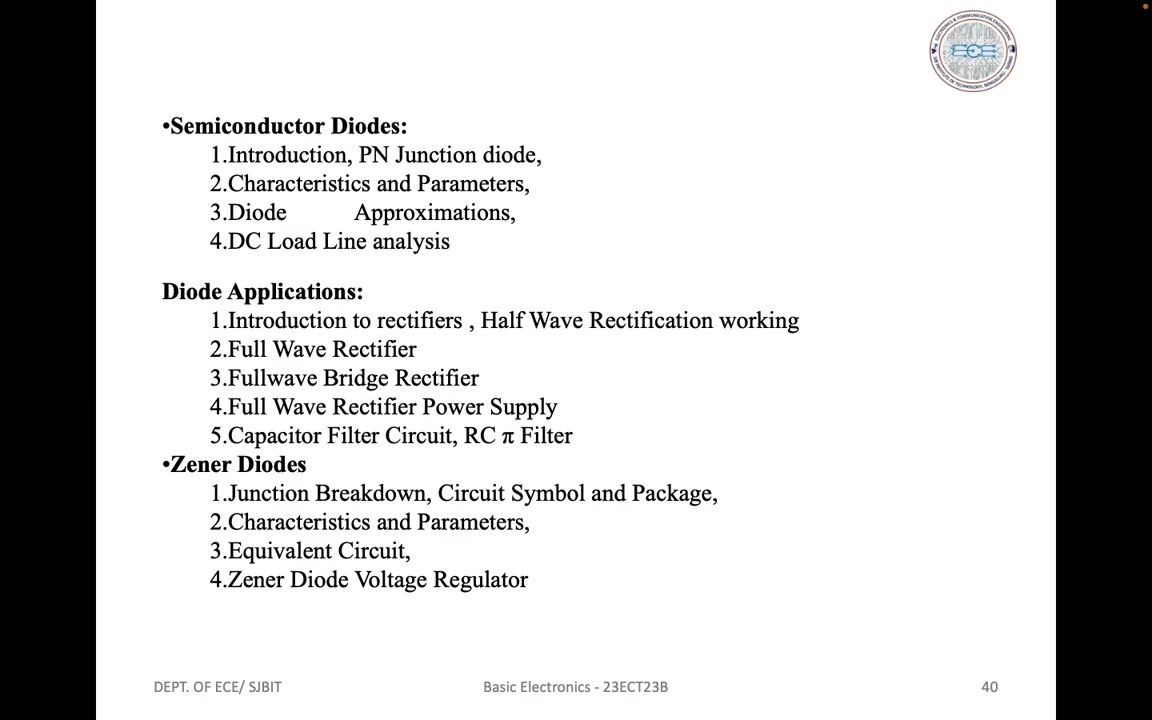 ECE
•Semiconductor Diodes:
1.Introduction, PN Junction diode,
2.Characteristics and Parameters,
3.Diode Approximations,
4.DC Load Line analysis
Diode Applications:
1.Introduction to rectifiers , Half Wave Rectification working
2.Full Wave Rectifier
3.Fullwave Bridge Rectifier
4.Full Wave Rectifier Power Supply
5.Capacitor Filter Circuit, RC π Filter
•Zener Diodes
1.Junction Breakdown, Circuit Symbol and Package,
2.Characteristics and Parameters,
3.Equivalent Circuit,
4.Zener Diode Voltage Regulator
DEPT. OF ECE/ SJBIT Basic Electronics - 23ECT23B 40